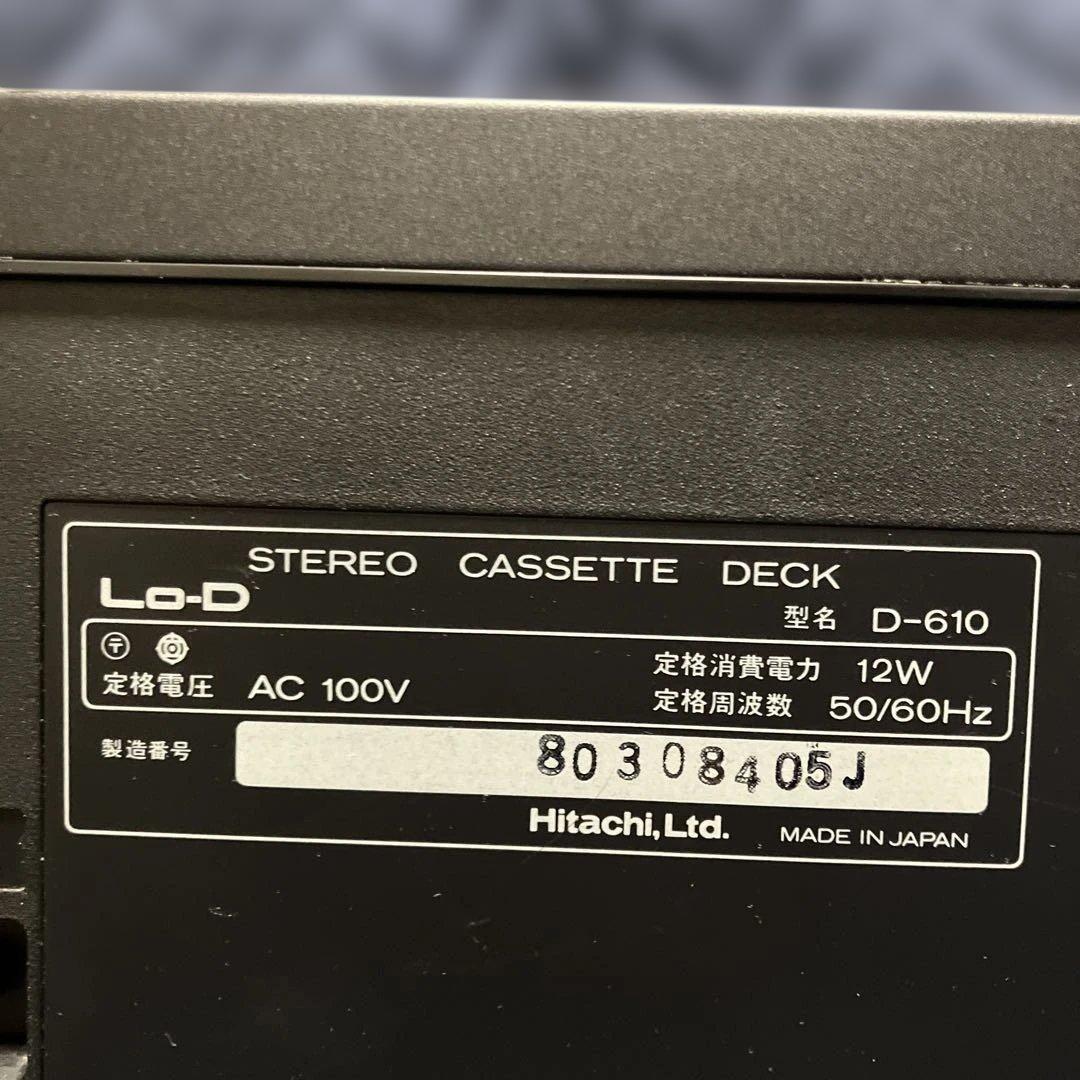 STEREO CASSETTE DECK
Lo-D
型名 D-610
〒
定格電圧 AC 100V
定格消費電力 12W
定格周波数 50/60Hz
製造番号 80308405J
Hitachi, Ltd. MADE IN JAPAN